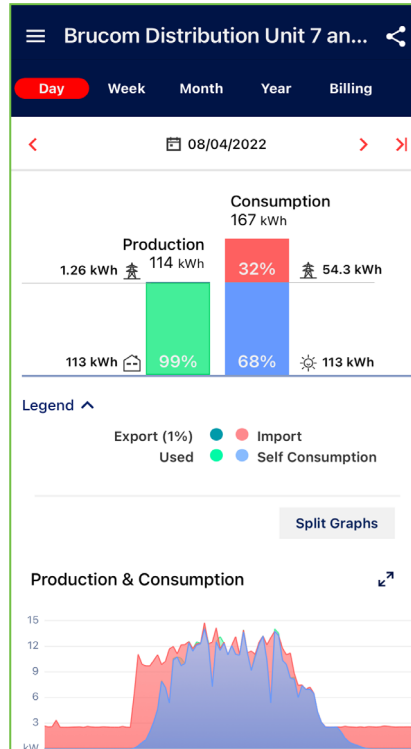 Brucom Distribution Unit 7 an...
Day Week Month Year Billing
08/04/2022
Consumption
167 kWh
Production
114 kWh
1.26 kWh
32%
54.3 kWh
113 kWh
99%
68%
113 kWh
Legend
Export (1%) Import
Used Self Consumption
Split Graphs
Production & Consumption
15
12
9
6
3
kW